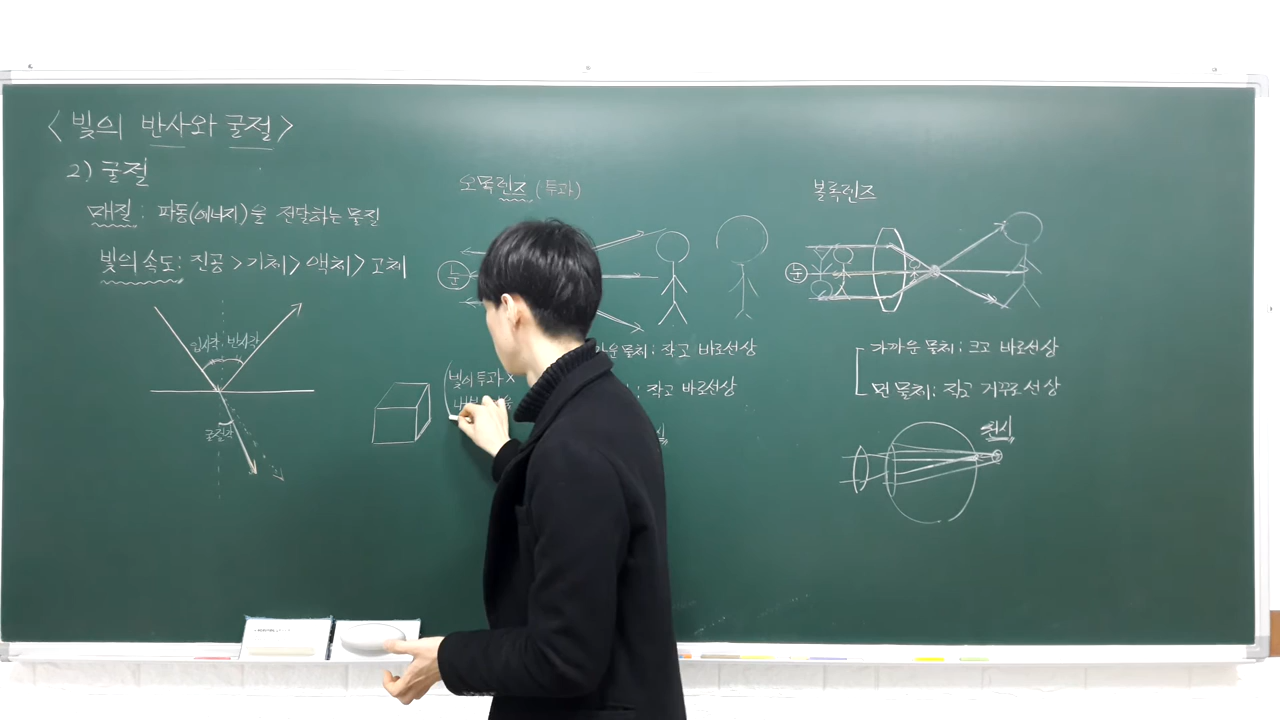 <빛의 반사와 굴절>
2) 굴절
매질 : 파동(에너지)을 전달하는 물질
빛의 속도 : 진공 > 기체 > 액체 > 고체
입사각 반사각
굴절각
오목렌즈 (투과)
눈
운 물체 : 작고 바로선상
: 작고 바로선상
빛이 투과 X
볼록렌즈
눈
가까운 물체 : 크고 바로선상
먼 물체 : 작고 거꾸로선상
원시